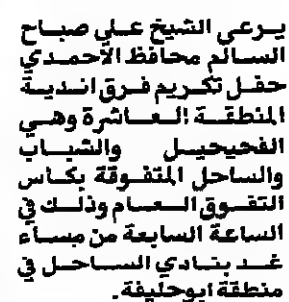 يرعى الشيخ علي صباح
السالم محافظ الأحمدي
حفل تكريم فرق اندية
المنطقة العاشرة وهي
الفحيحيل والشباب
والساحل المتفوقة بكاس
التفوق العام وذلك في
الساعة السابعة من مساء
غد بنادي الساحل في
منطقة ابوحليفة.